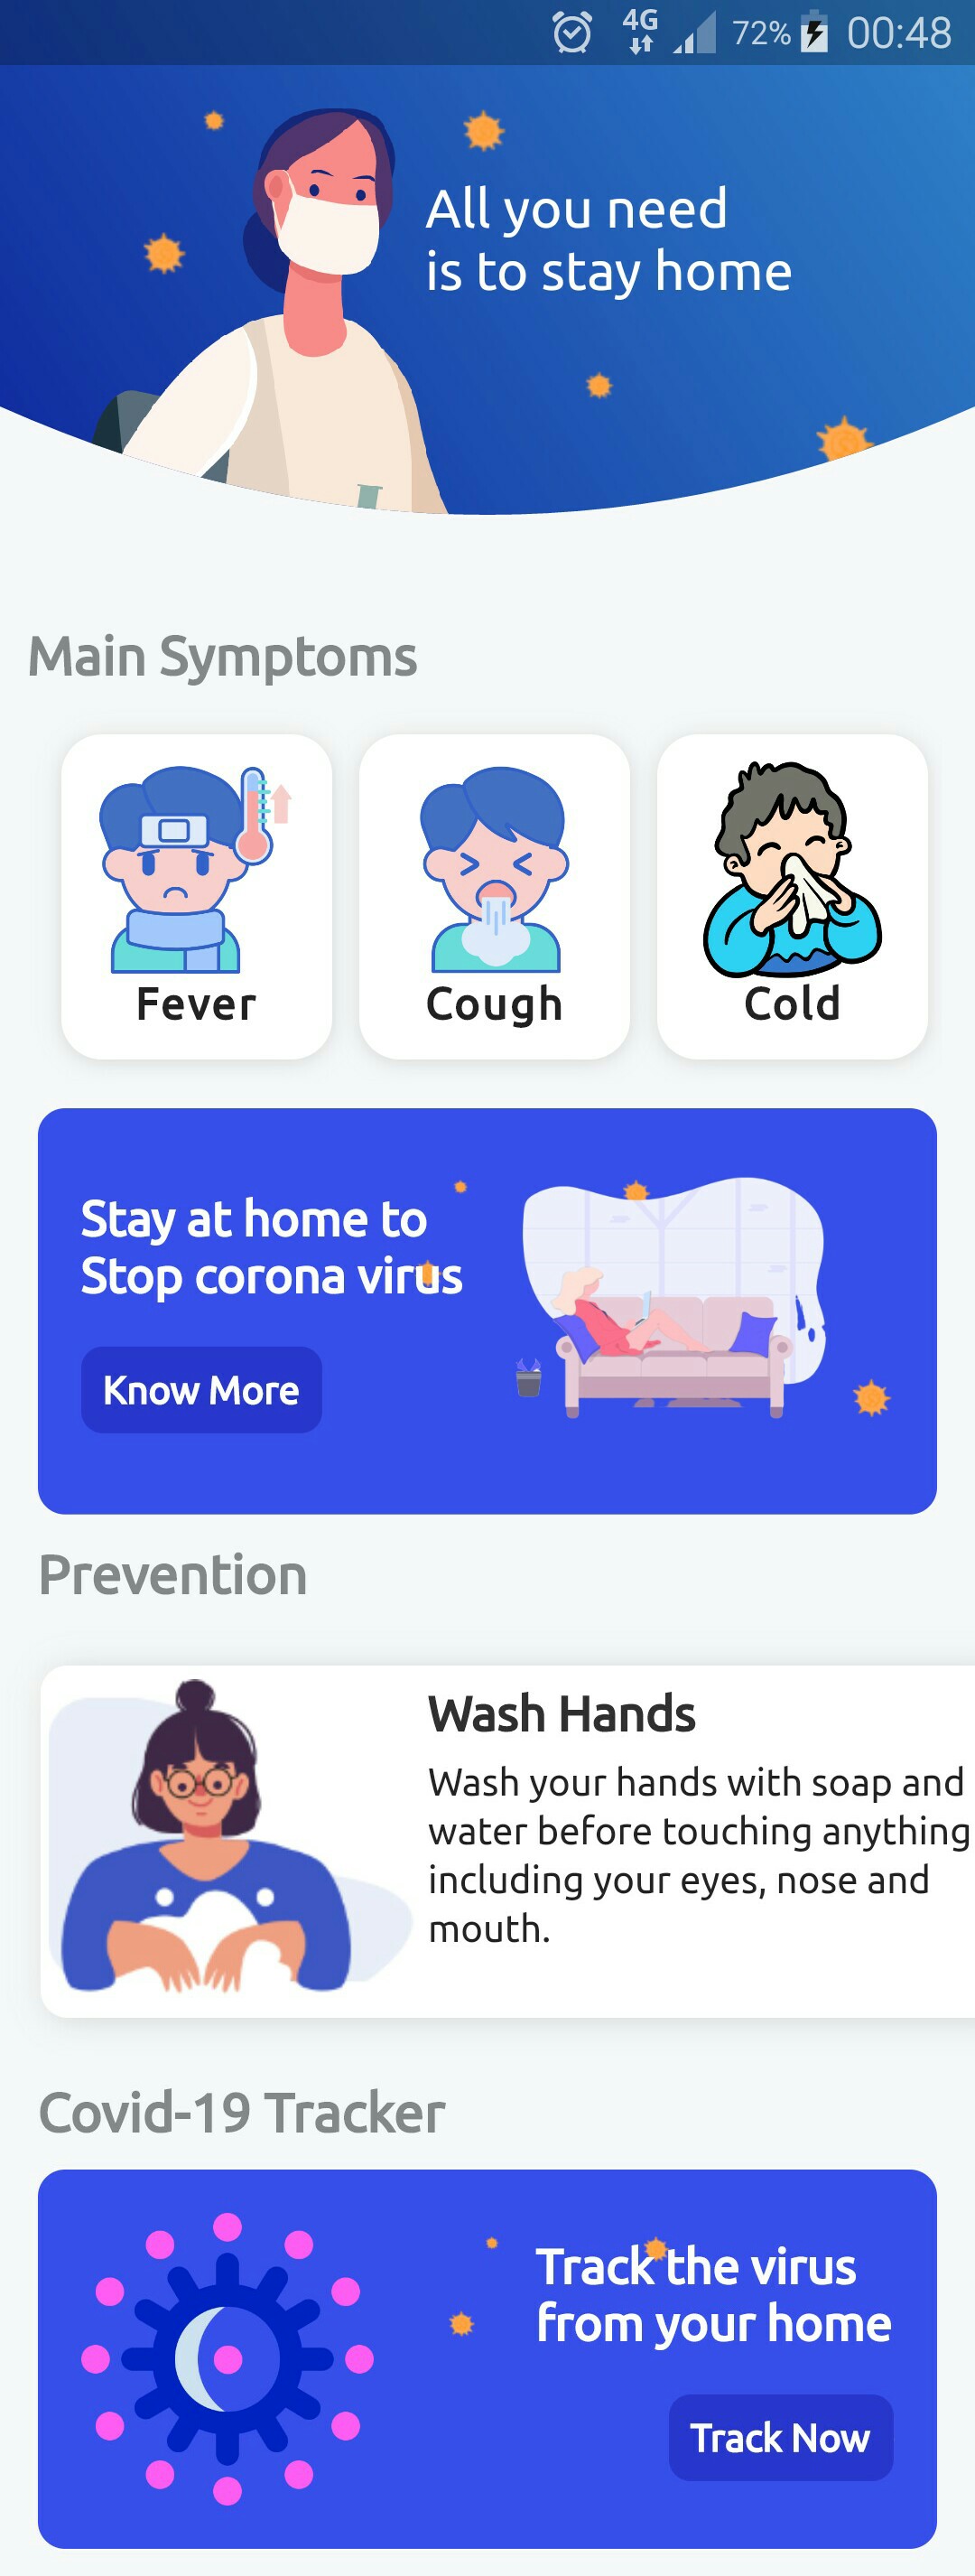 4G 72% 00:48
All you need
is to stay home
Main Symptoms
Fever Cough Cold
Stay at home to
Stop corona virus
Know More
Prevention
Wash Hands
Wash your hands with soap and
water before touching anything
including your eyes, nose and
mouth.
Covid-19 Tracker
Track the virus
from your home
Track Now